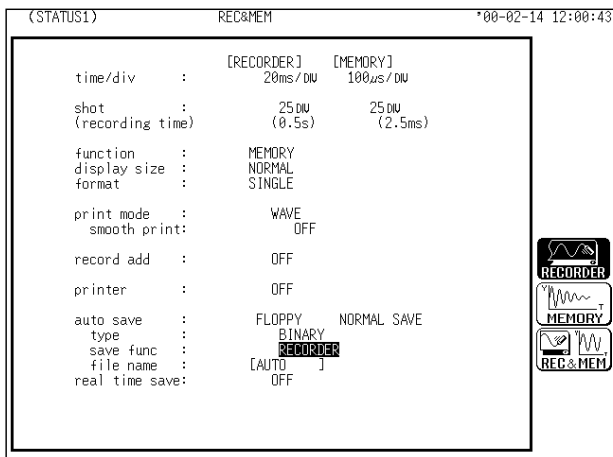 (STATUS1) REC&MEM '00-02-14 12:00:43
[RECORDER] [MEMORY]
time/div : 20ms/DIV 100μs/DIV
shot : 25DIV 25DIV
(recording time) (0.5s) (2.5ms)
function : MEMORY
display size : NORMAL
format : SINGLE
print mode : WAVE
smooth print: OFF
record add : OFF
printer : OFF
auto save : FLOPPY NORMAL SAVE
type : BINARY
save func : RECORDER
file name : [AUTO ]
real time save: OFF
RECORDER
Y T
MEMORY
Y T
REC&MEM